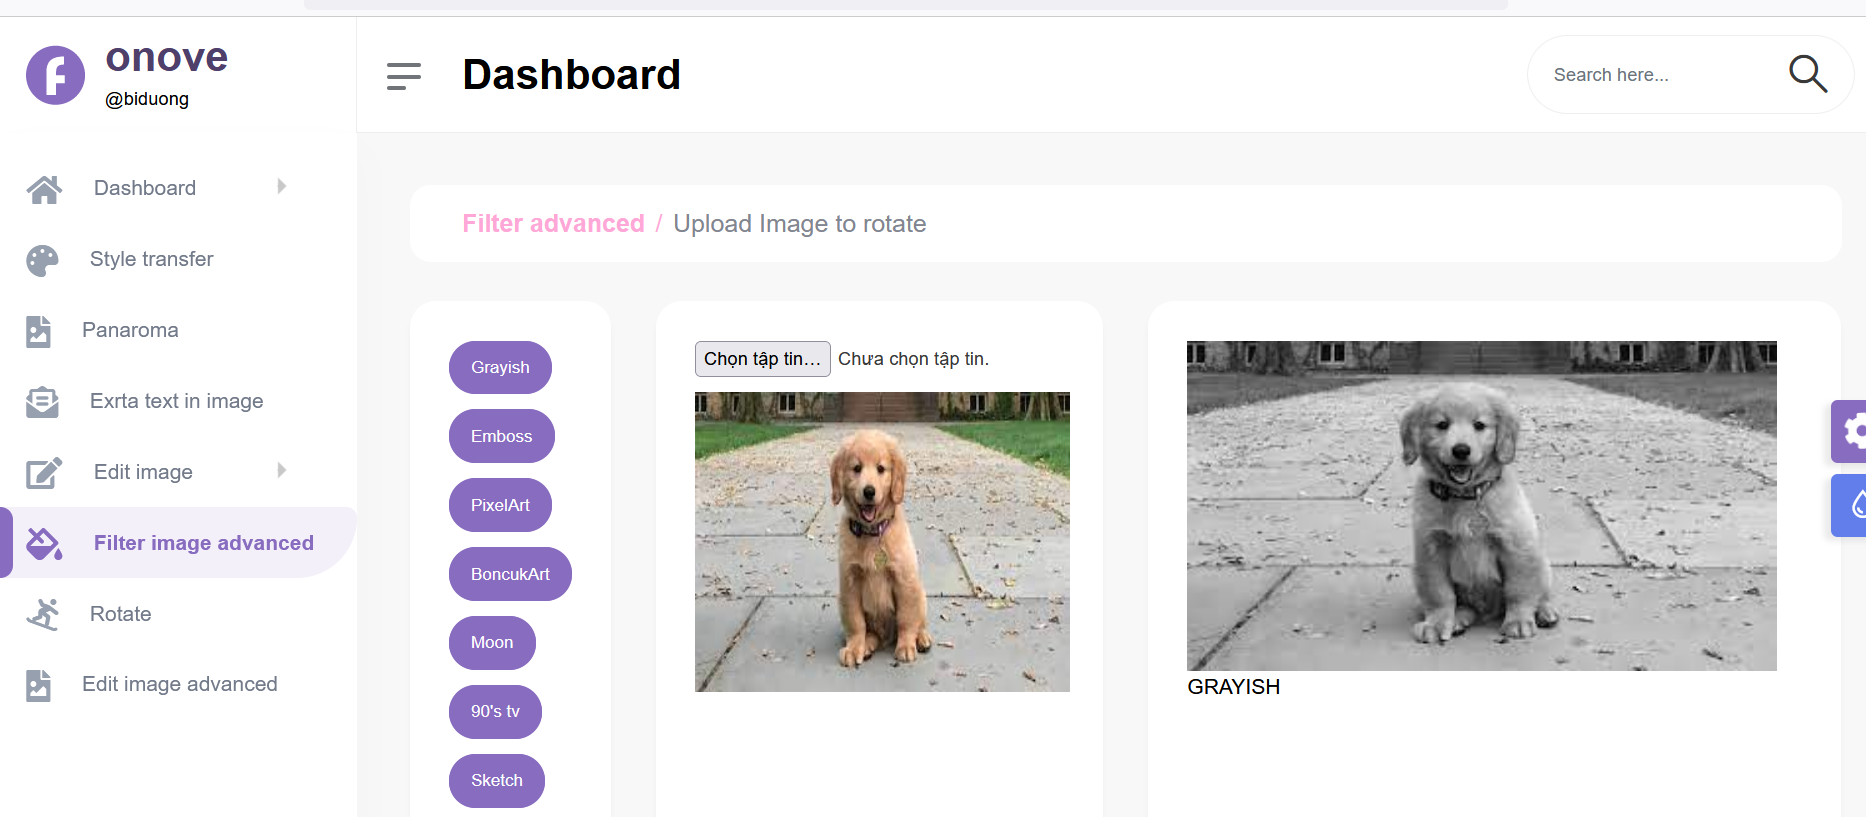 onove
@biduong
Dashboard
Search here...
Dashboard
Style transfer
Panaroma
Exrta text in image
Edit image
Filter image advanced
Rotate
Edit image advanced
Filter advanced / Upload Image to rotate
Grayish
Emboss
PixelArt
BoncukArt
Moon
90's tv
Sketch
Chọn tập tin... Chưa chọn tập tin.
GRAYISH